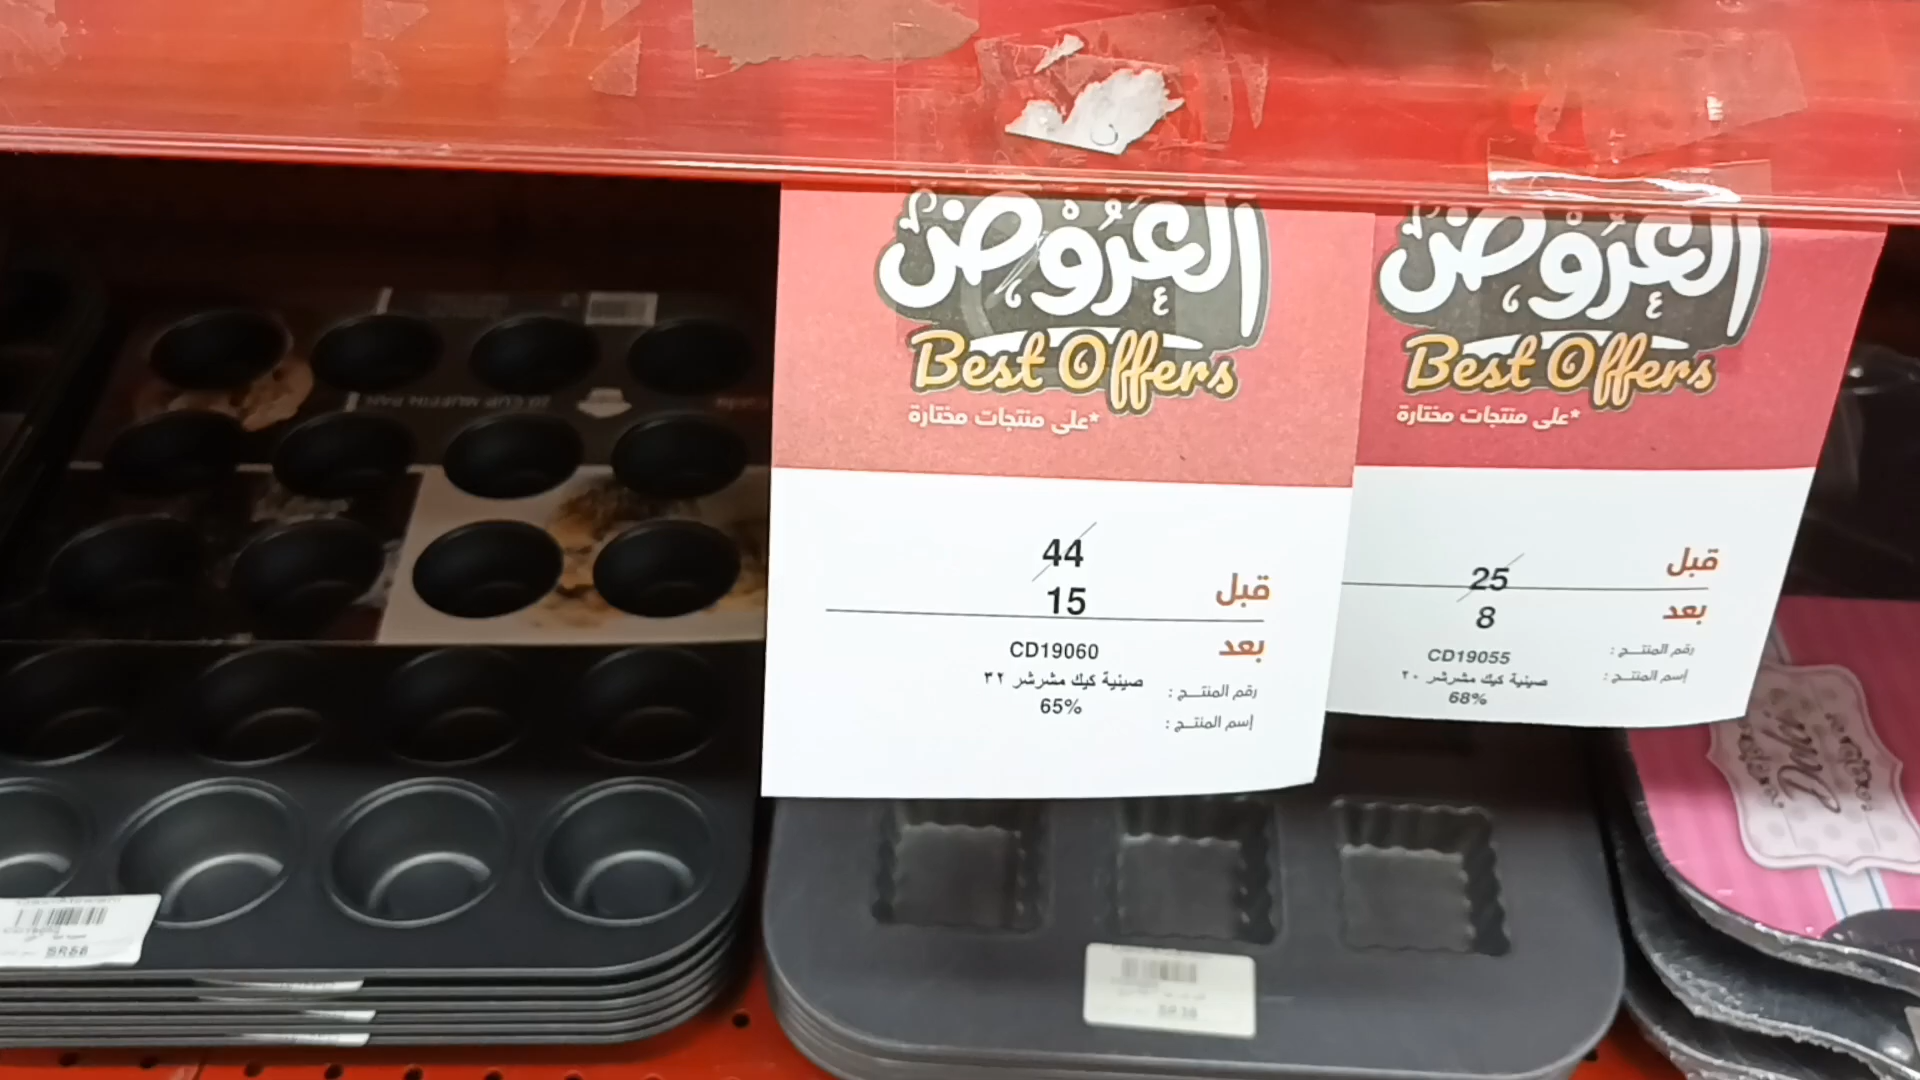 العروض
Best Offers
*على منتجات مختارة
44
قبل
15
بعد
CD19060
رقم المنتج :
صينية كيك مشرشر ٣٢
65%
إسم المنتج :
العروض
Best Offers
*على منتجات مختارة
قبل
25
بعد
8
رقم المنتج :
CD19055
إسم المنتج :
صينية كيك مشرشر ٢٠
68%